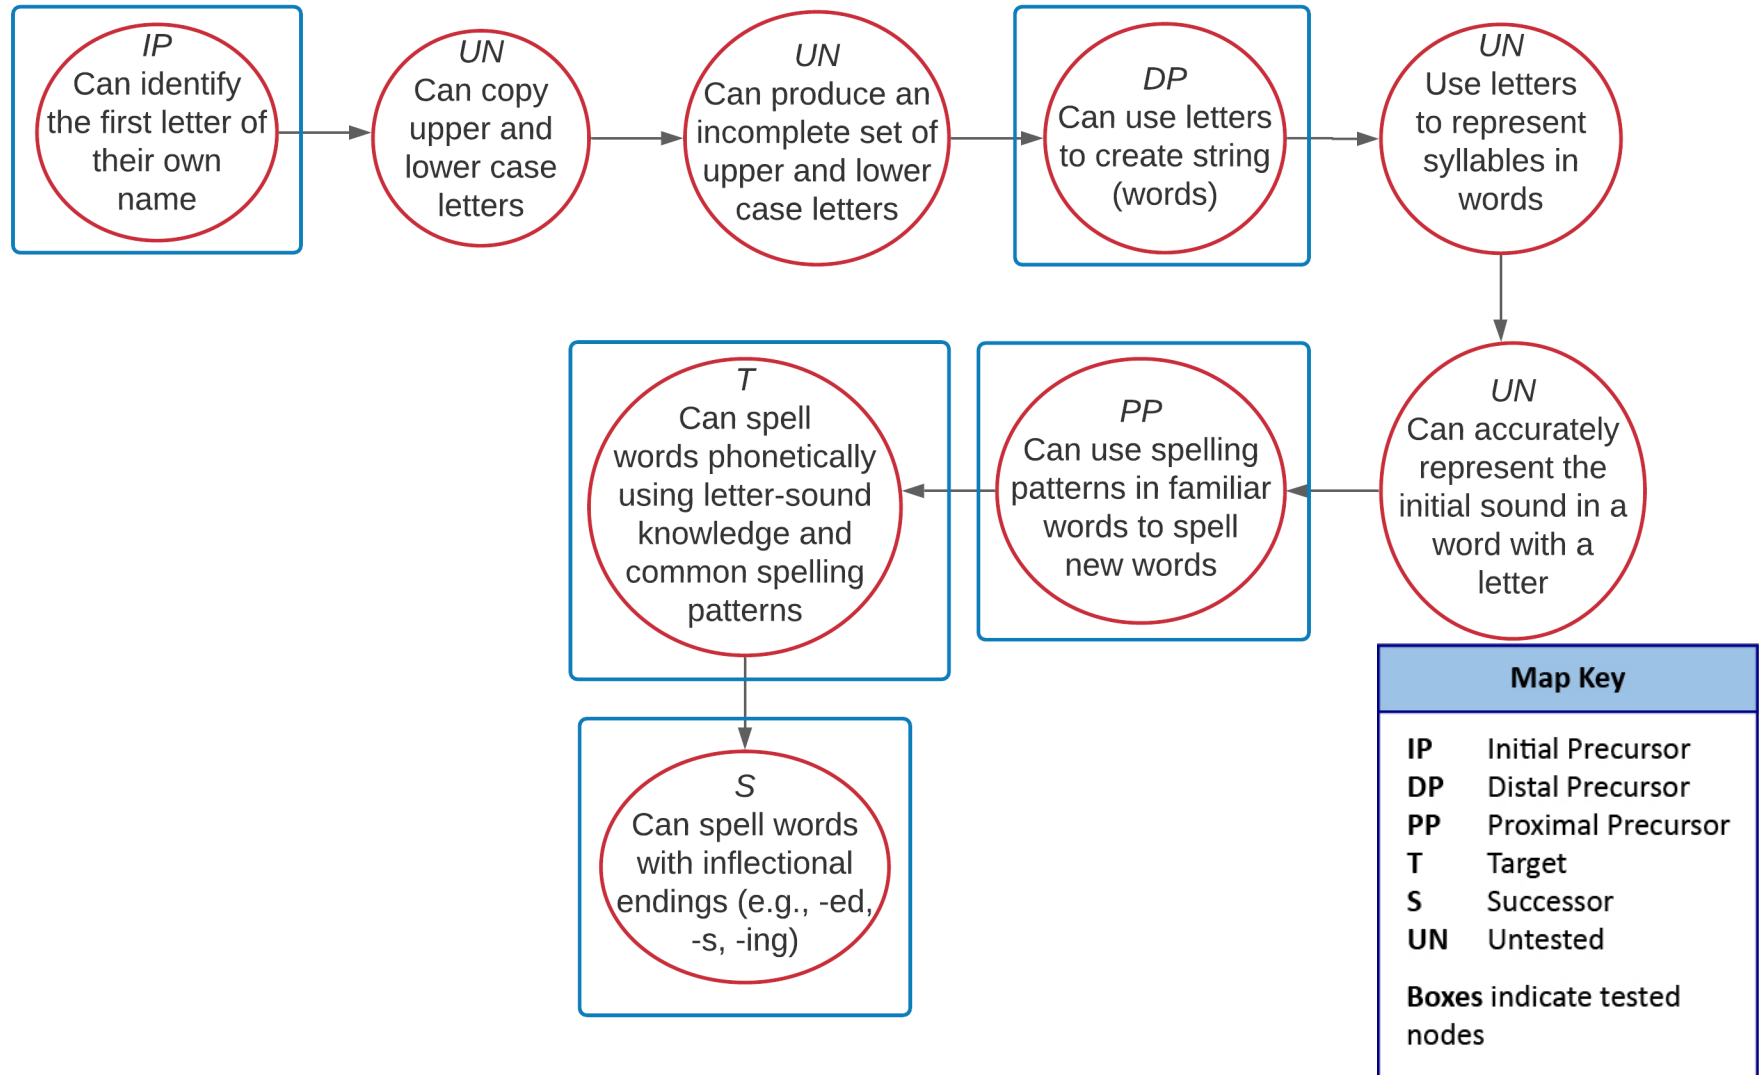 IP
Can identify
the first letter of
their own
name
UN
Can copy
upper and
lower case
letters
UN
Can produce an
incomplete set of
upper and lower
case letters
DP
Can use letters
to create string
(words)
UN
Use letters
to represent
syllables in
words
UN
Can accurately
represent the
initial sound in a
word with a
letter
PP
Can use spelling
patterns in familiar
words to spell
new words
T
Can spell
words phonetically
using letter-sound
knowledge and
common spelling
patterns
S
Can spell words
with inflectional
endings (e.g., -ed,
-s, -ing)
Map Key
IP Initial Precursor
DP Distal Precursor
PP Proximal Precursor
T Target
S Successor
UN Untested
Boxes indicate tested
nodes